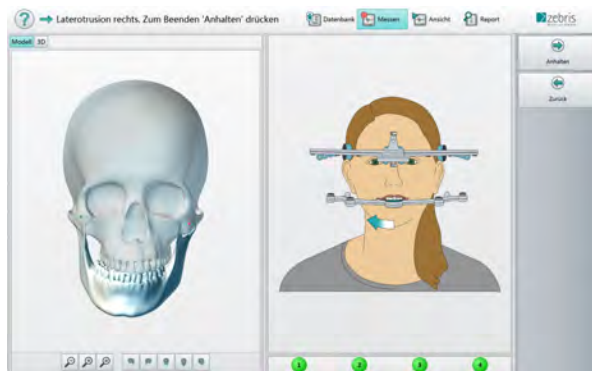 ? Laterotrusion rechts. Zum Beenden 'Anhalten' drücken
Datenbank Messen Ansicht Report
zebris
Modell 3D
Anhalten
Zurück
1 2 3 4